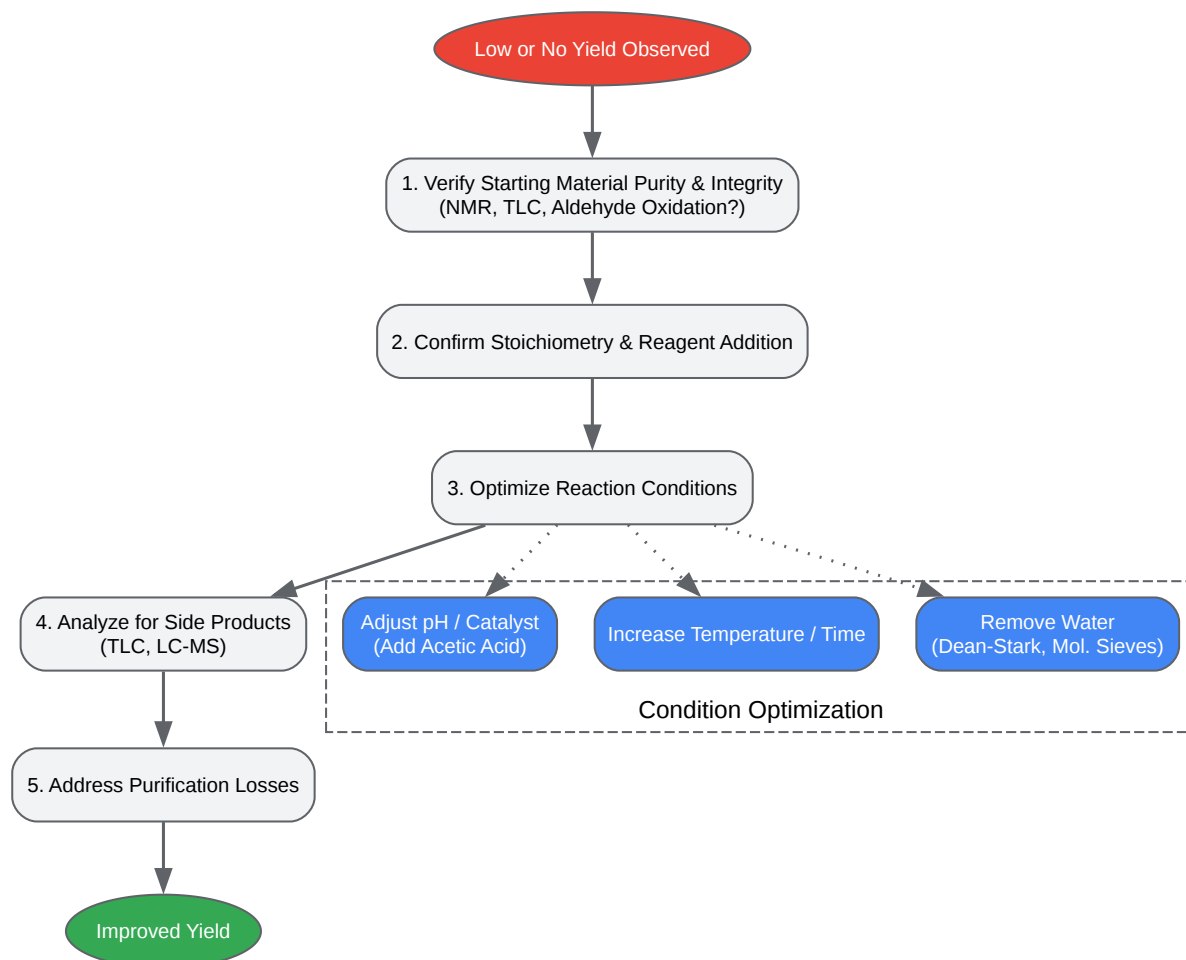 Low or No Yield Observed
1. Verify Starting Material Purity & Integrity
(NMR, TLC, Aldehyde Oxidation?)
2. Confirm Stoichiometry & Reagent Addition
3. Optimize Reaction Conditions
4. Analyze for Side Products
(TLC, LC-MS)
Adjust pH / Catalyst
(Add Acetic Acid)
Increase Temperature / Time
Remove Water
(Dean-Stark, Mol. Sieves)
Condition Optimization
5. Address Purification Losses
Improved Yield